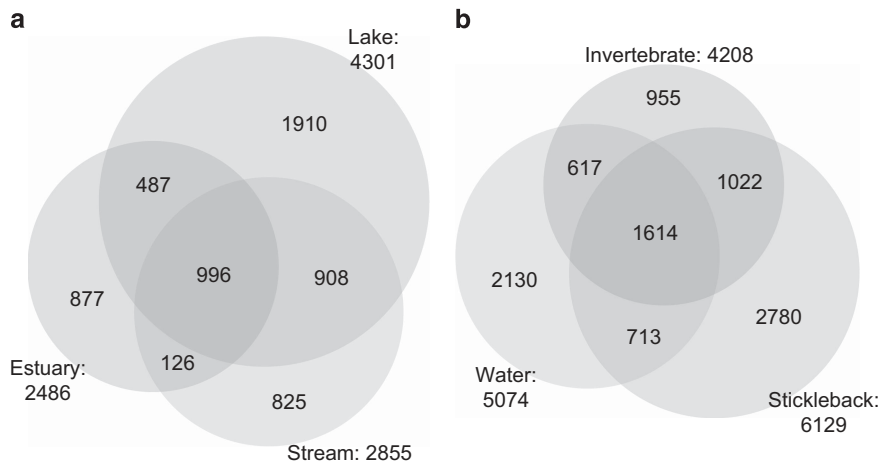 a
Lake:
4301
1910
487
996
908
877
126
825
Estuary:
2486
Stream: 2855
b
Invertebrate: 4208
955
617
1022
1614
2130
2780
713
Water:
5074
Stickleback:
6129